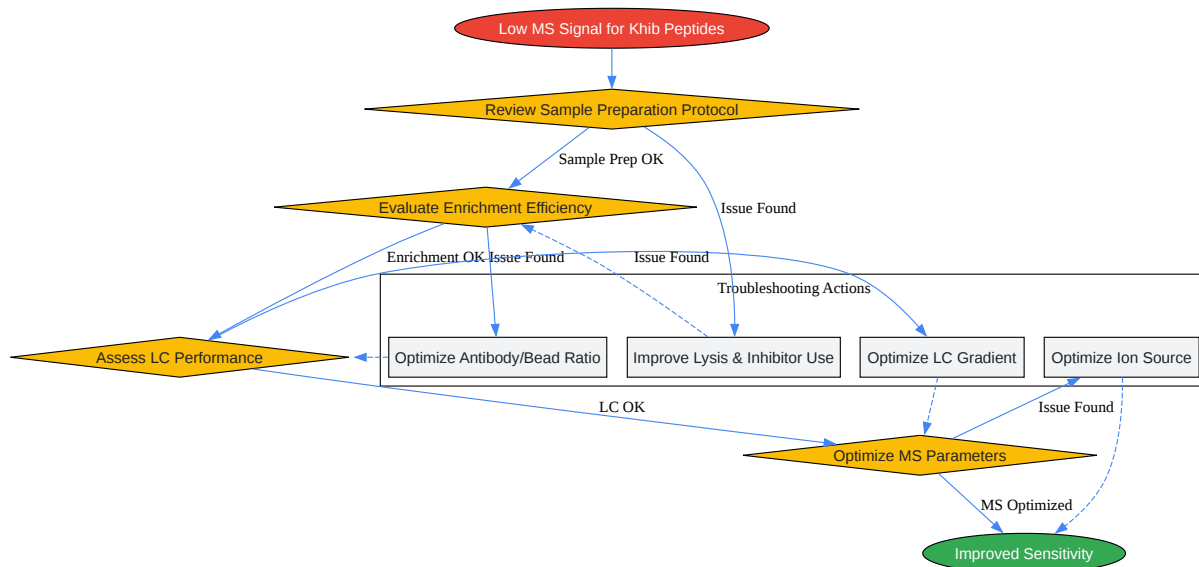 Low MS Signal for Khib Peptides
Review Sample Preparation Protocol
Sample Prep OK
Evaluate Enrichment Efficiency
Issue Found
Enrichment OK
Issue Found
Issue Found
Troubleshooting Actions
Assess LC Performance
Optimize Antibody/Bead Ratio
Improve Lysis & Inhibitor Use
Optimize LC Gradient
Optimize Ion Source
LC OK
Issue Found
Optimize MS Parameters
MS Optimized
Improved Sensitivity